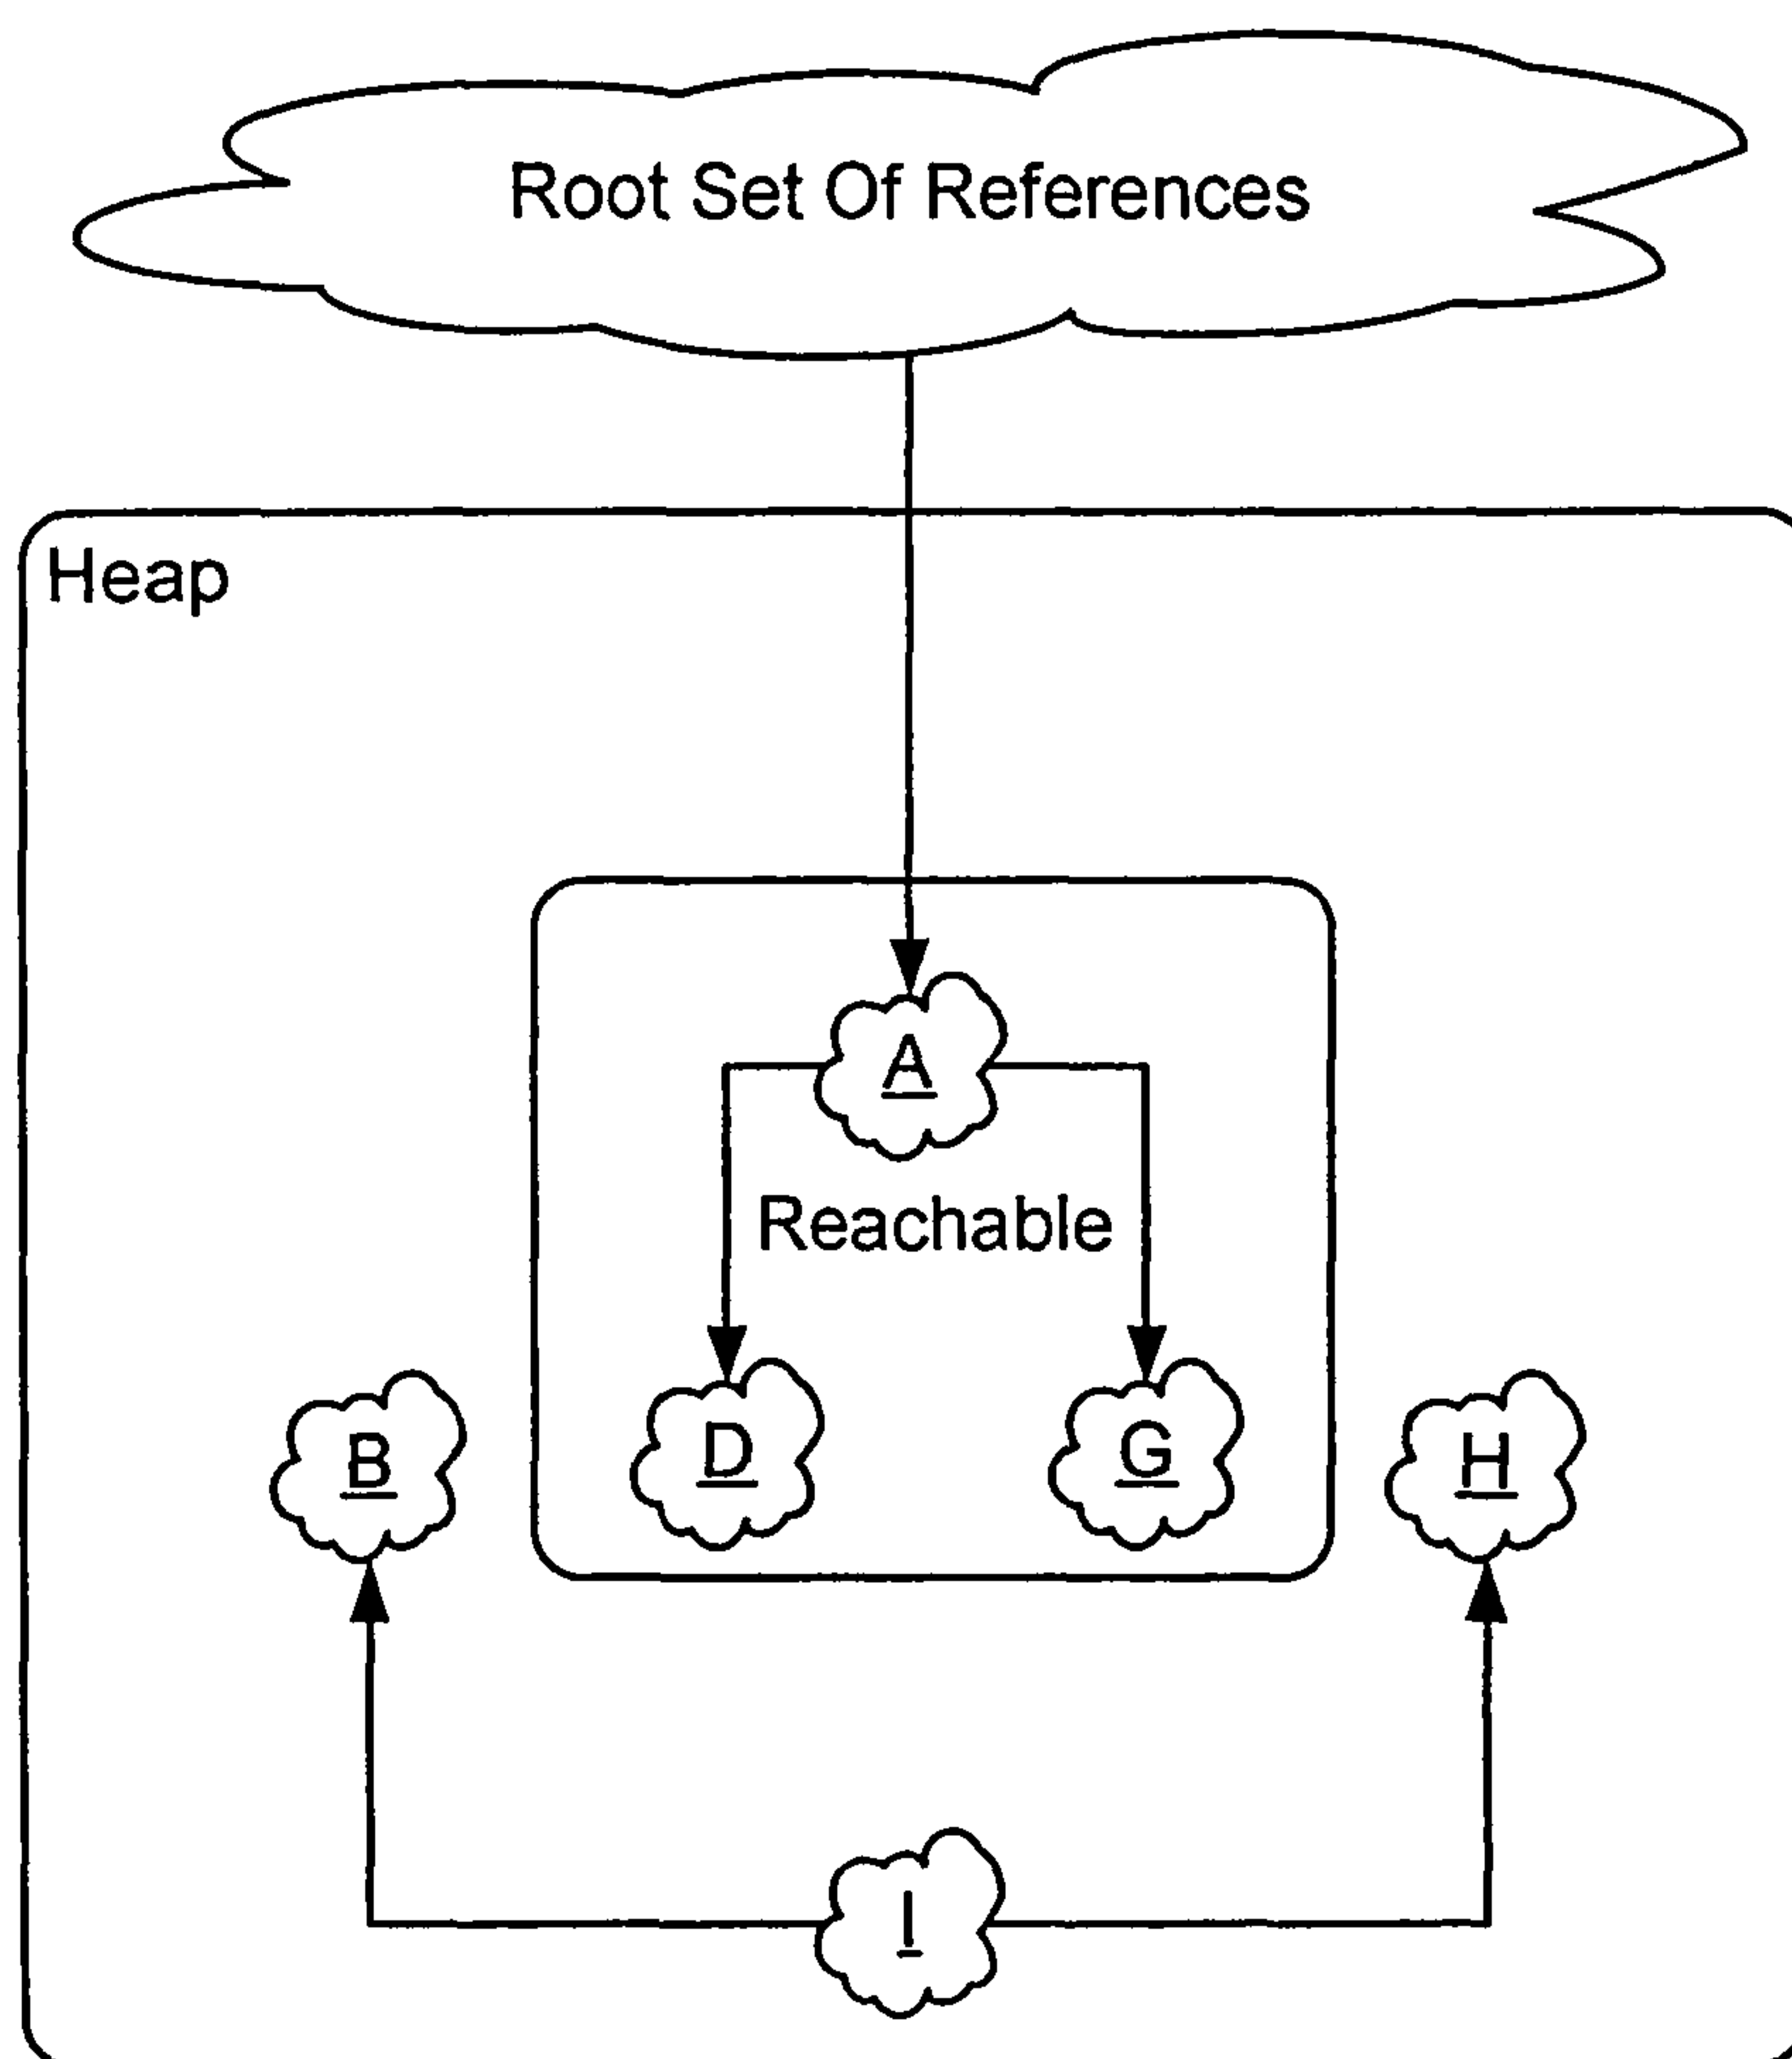 Root Set Of References
Heap
A
Reachable
B
D
G
H
I